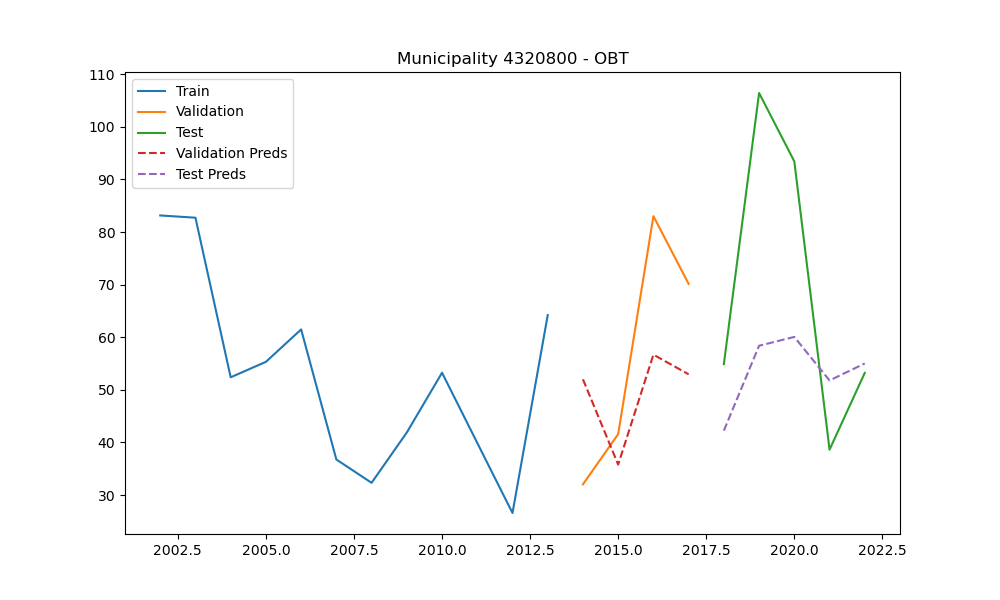 Municipality 4320800 - OBT
Train
Validation
Test
Validation Preds
Test Preds
110
100
90
80
70
60
50
40
30
2002.5 2005.0 2007.5 2010.0 2012.5 2015.0 2017.5 2020.0 2022.5